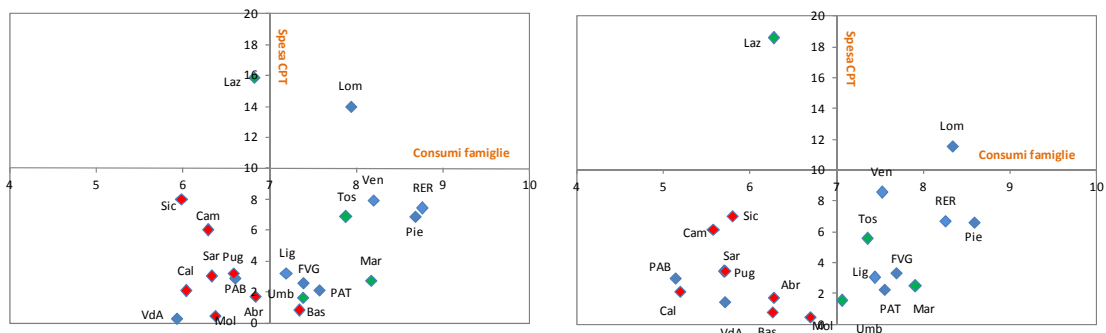 20
18
16
14
12
10
8
6
4
2
0
4
5
6
7
8
9
10
Spesa CPT
Consumi famiglie
Laz
Lom
Ven
RER
Tos
Pie
Sic
Cam
Sar
Pug
Cal
PAB
Lig
FVG
Mar
Umb
PAT
Abr
Bas
VdA
Mol
20
18
16
14
12
10
8
6
4
2
0
4
5
6
7
8
9
10
Spesa CPT
Consumi famiglie
Laz
Lom
Ven
RER
Tos
Pie
Sic
Cam
Sar
Pug
PAB
Cal
Abr
Lig
FVG
PAT
Mar
VdA
Bas
Mol
Umb